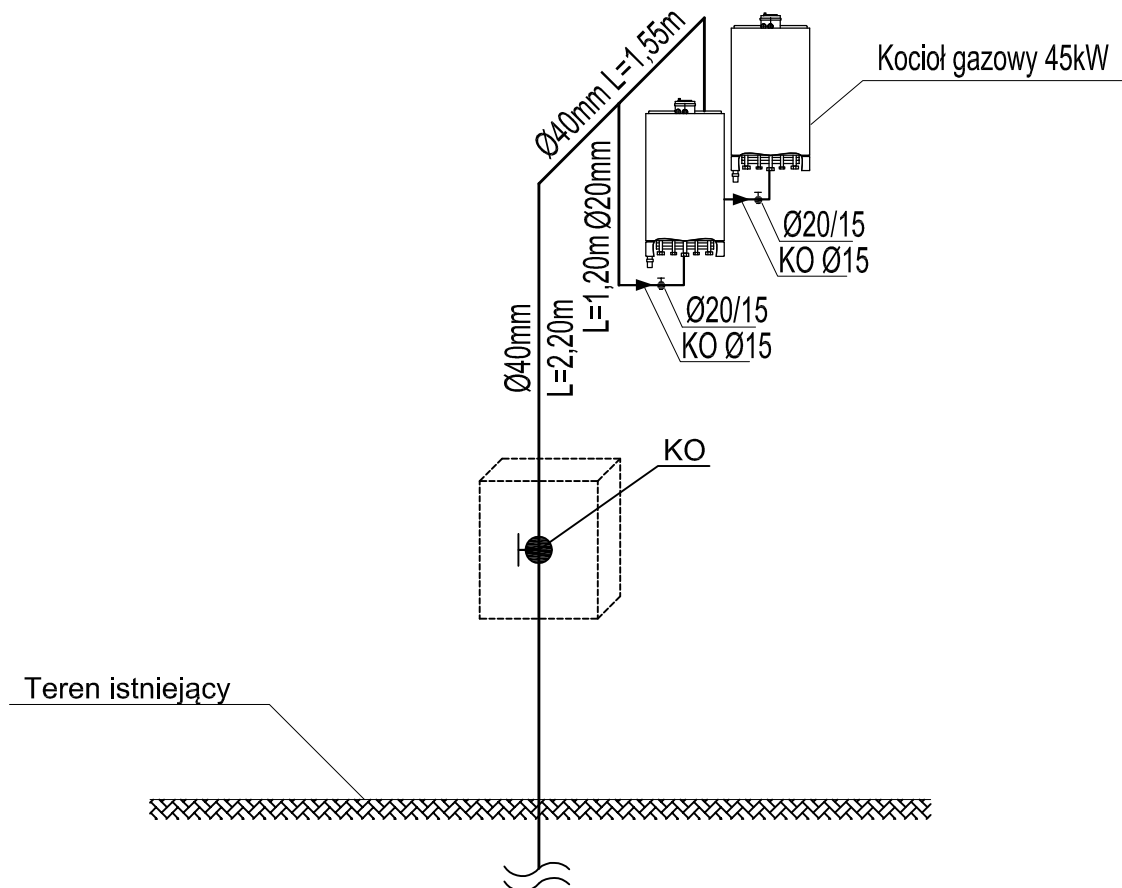 Kocioł gazowy 45kW
Ø40mm L=1,55m
L=1,20m Ø20mm
Ø20/15
KO Ø15
Ø20/15
KO Ø15
Ø40mm
L=2,20m
KO
Teren istniejący